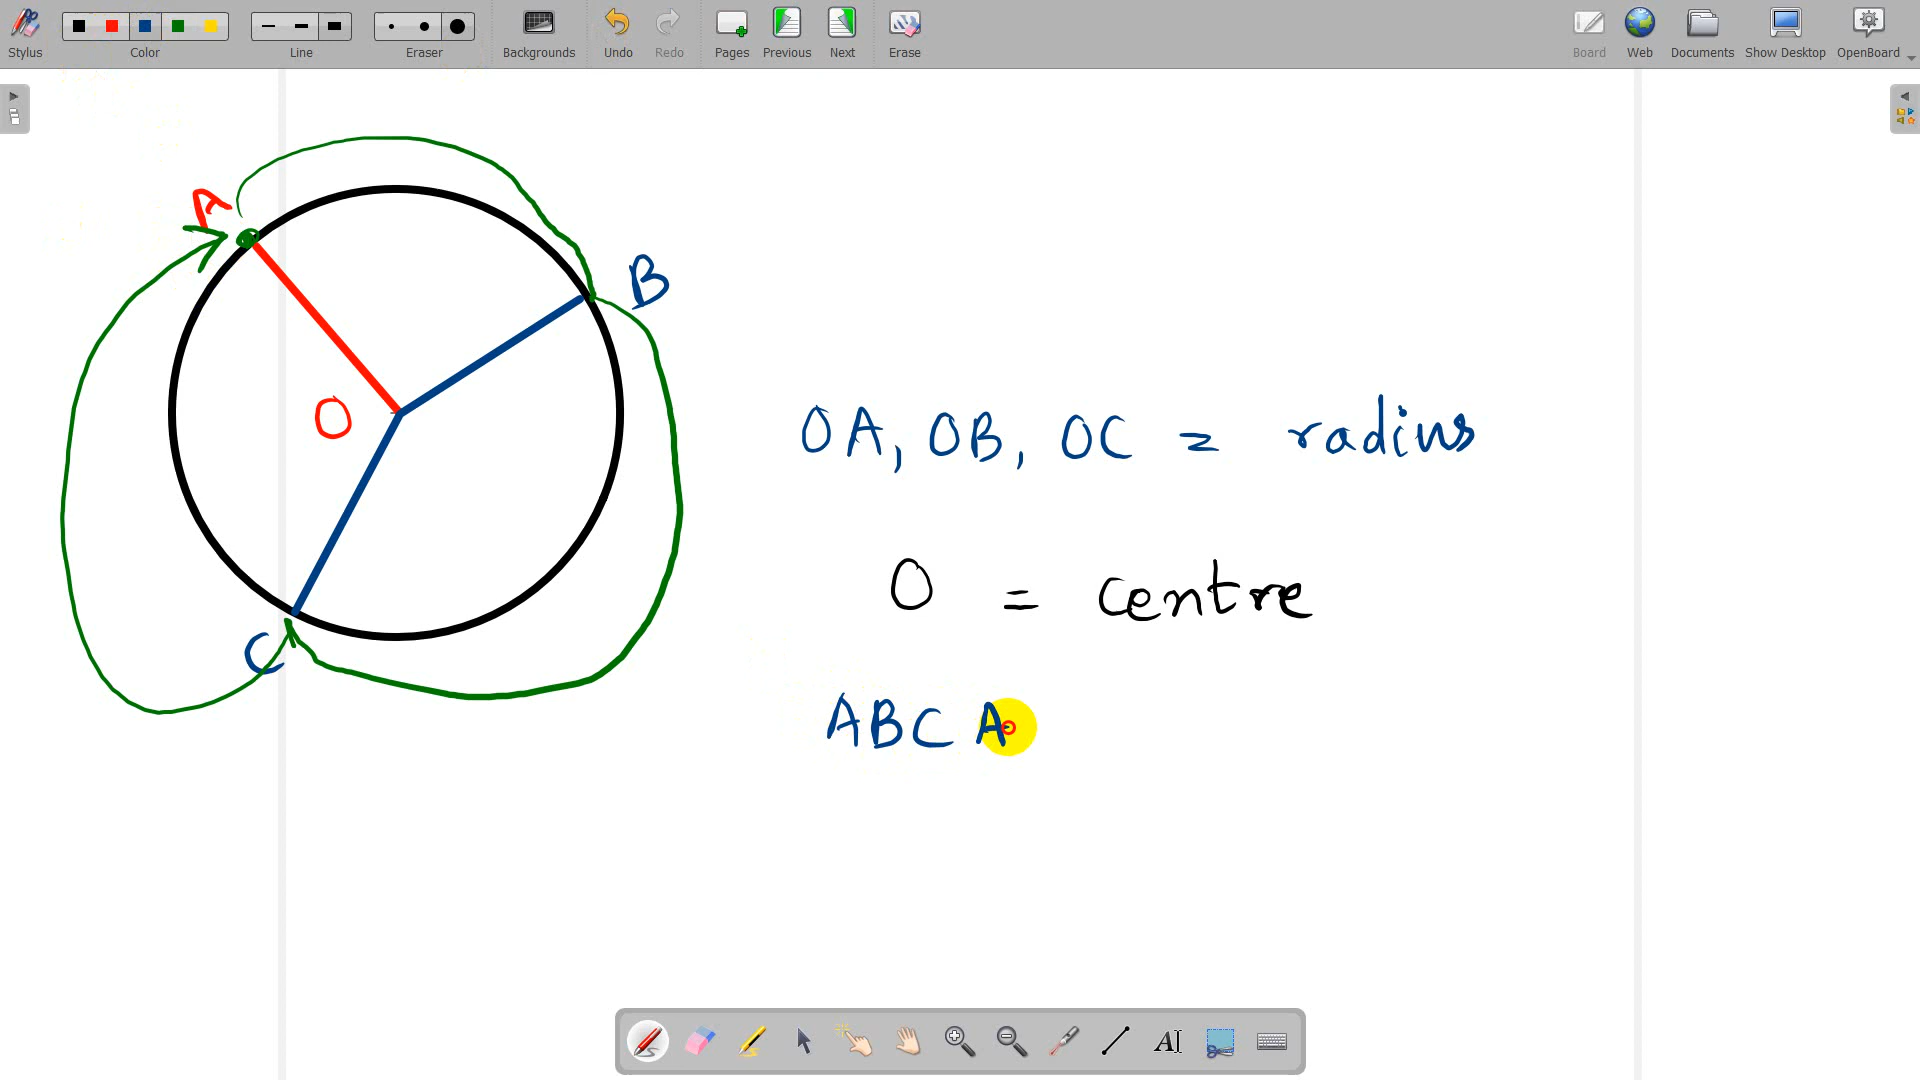 Stylus Color Line Eraser Backgrounds Undo Redo Pages Previous Next Erase Board Web Documents Show Desktop OpenBoard
A
B
O
OA, OB, OC = radius
O = centre
C
ABC A